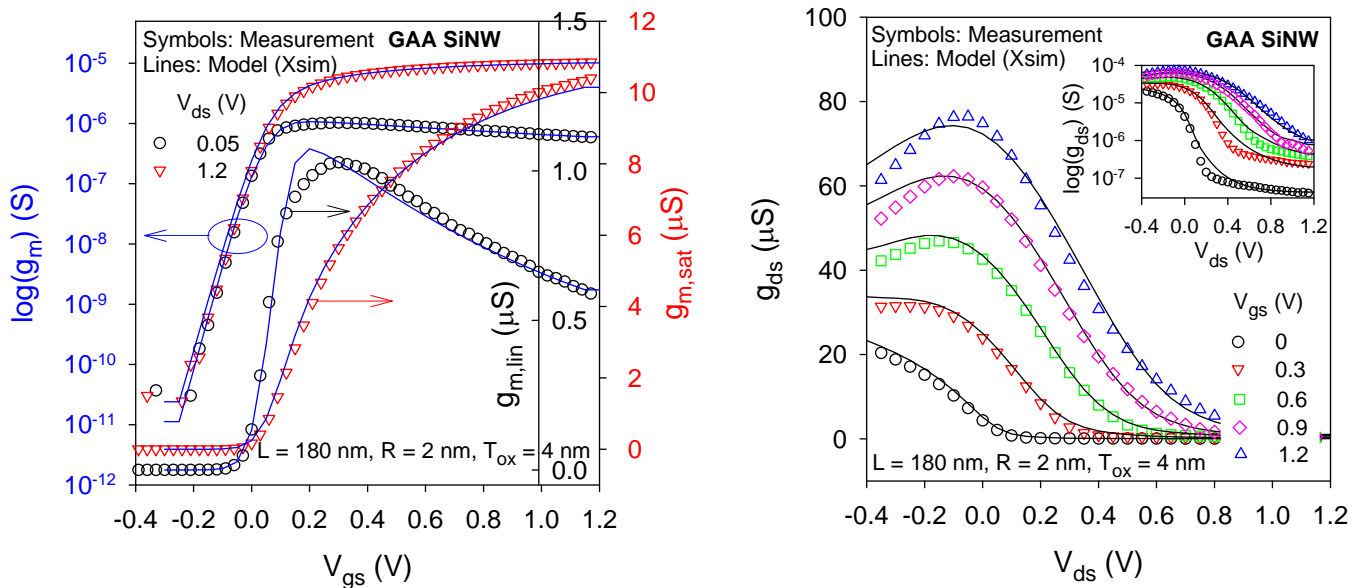 Symbols: Measurement GAA SiNW
Lines: Model (Xsim)
V_ds (V)
0.05
1.2
L = 180 nm, R = 2 nm, T_ox = 4 nm
log(g_m) (S)
10^-5
10^-6
10^-7
10^-8
10^-9
10^-10
10^-11
10^-12
1.5
1.0
0.5
0.0
g_m,lin (μS)
12
10
8
6
4
2
0
g_m,sat (μS)
-0.4 -0.2 0.0 0.2 0.4 0.6 0.8 1.0 1.2
V_gs (V)
Symbols: Measurement GAA SiNW
Lines: Model (Xsim)
100
80
60
40
20
0
g_ds (μS)
10^-4
10^-5
10^-6
10^-7
log(g_ds) (S)
-0.4 0.0 0.4 0.8 1.2
V_ds (V)
V_gs (V)
0
0.3
0.6
0.9
1.2
L = 180 nm, R = 2 nm, T_ox = 4 nm
-0.4 -0.2 0.0 0.2 0.4 0.6 0.8 1.0 1.2
V_ds (V)